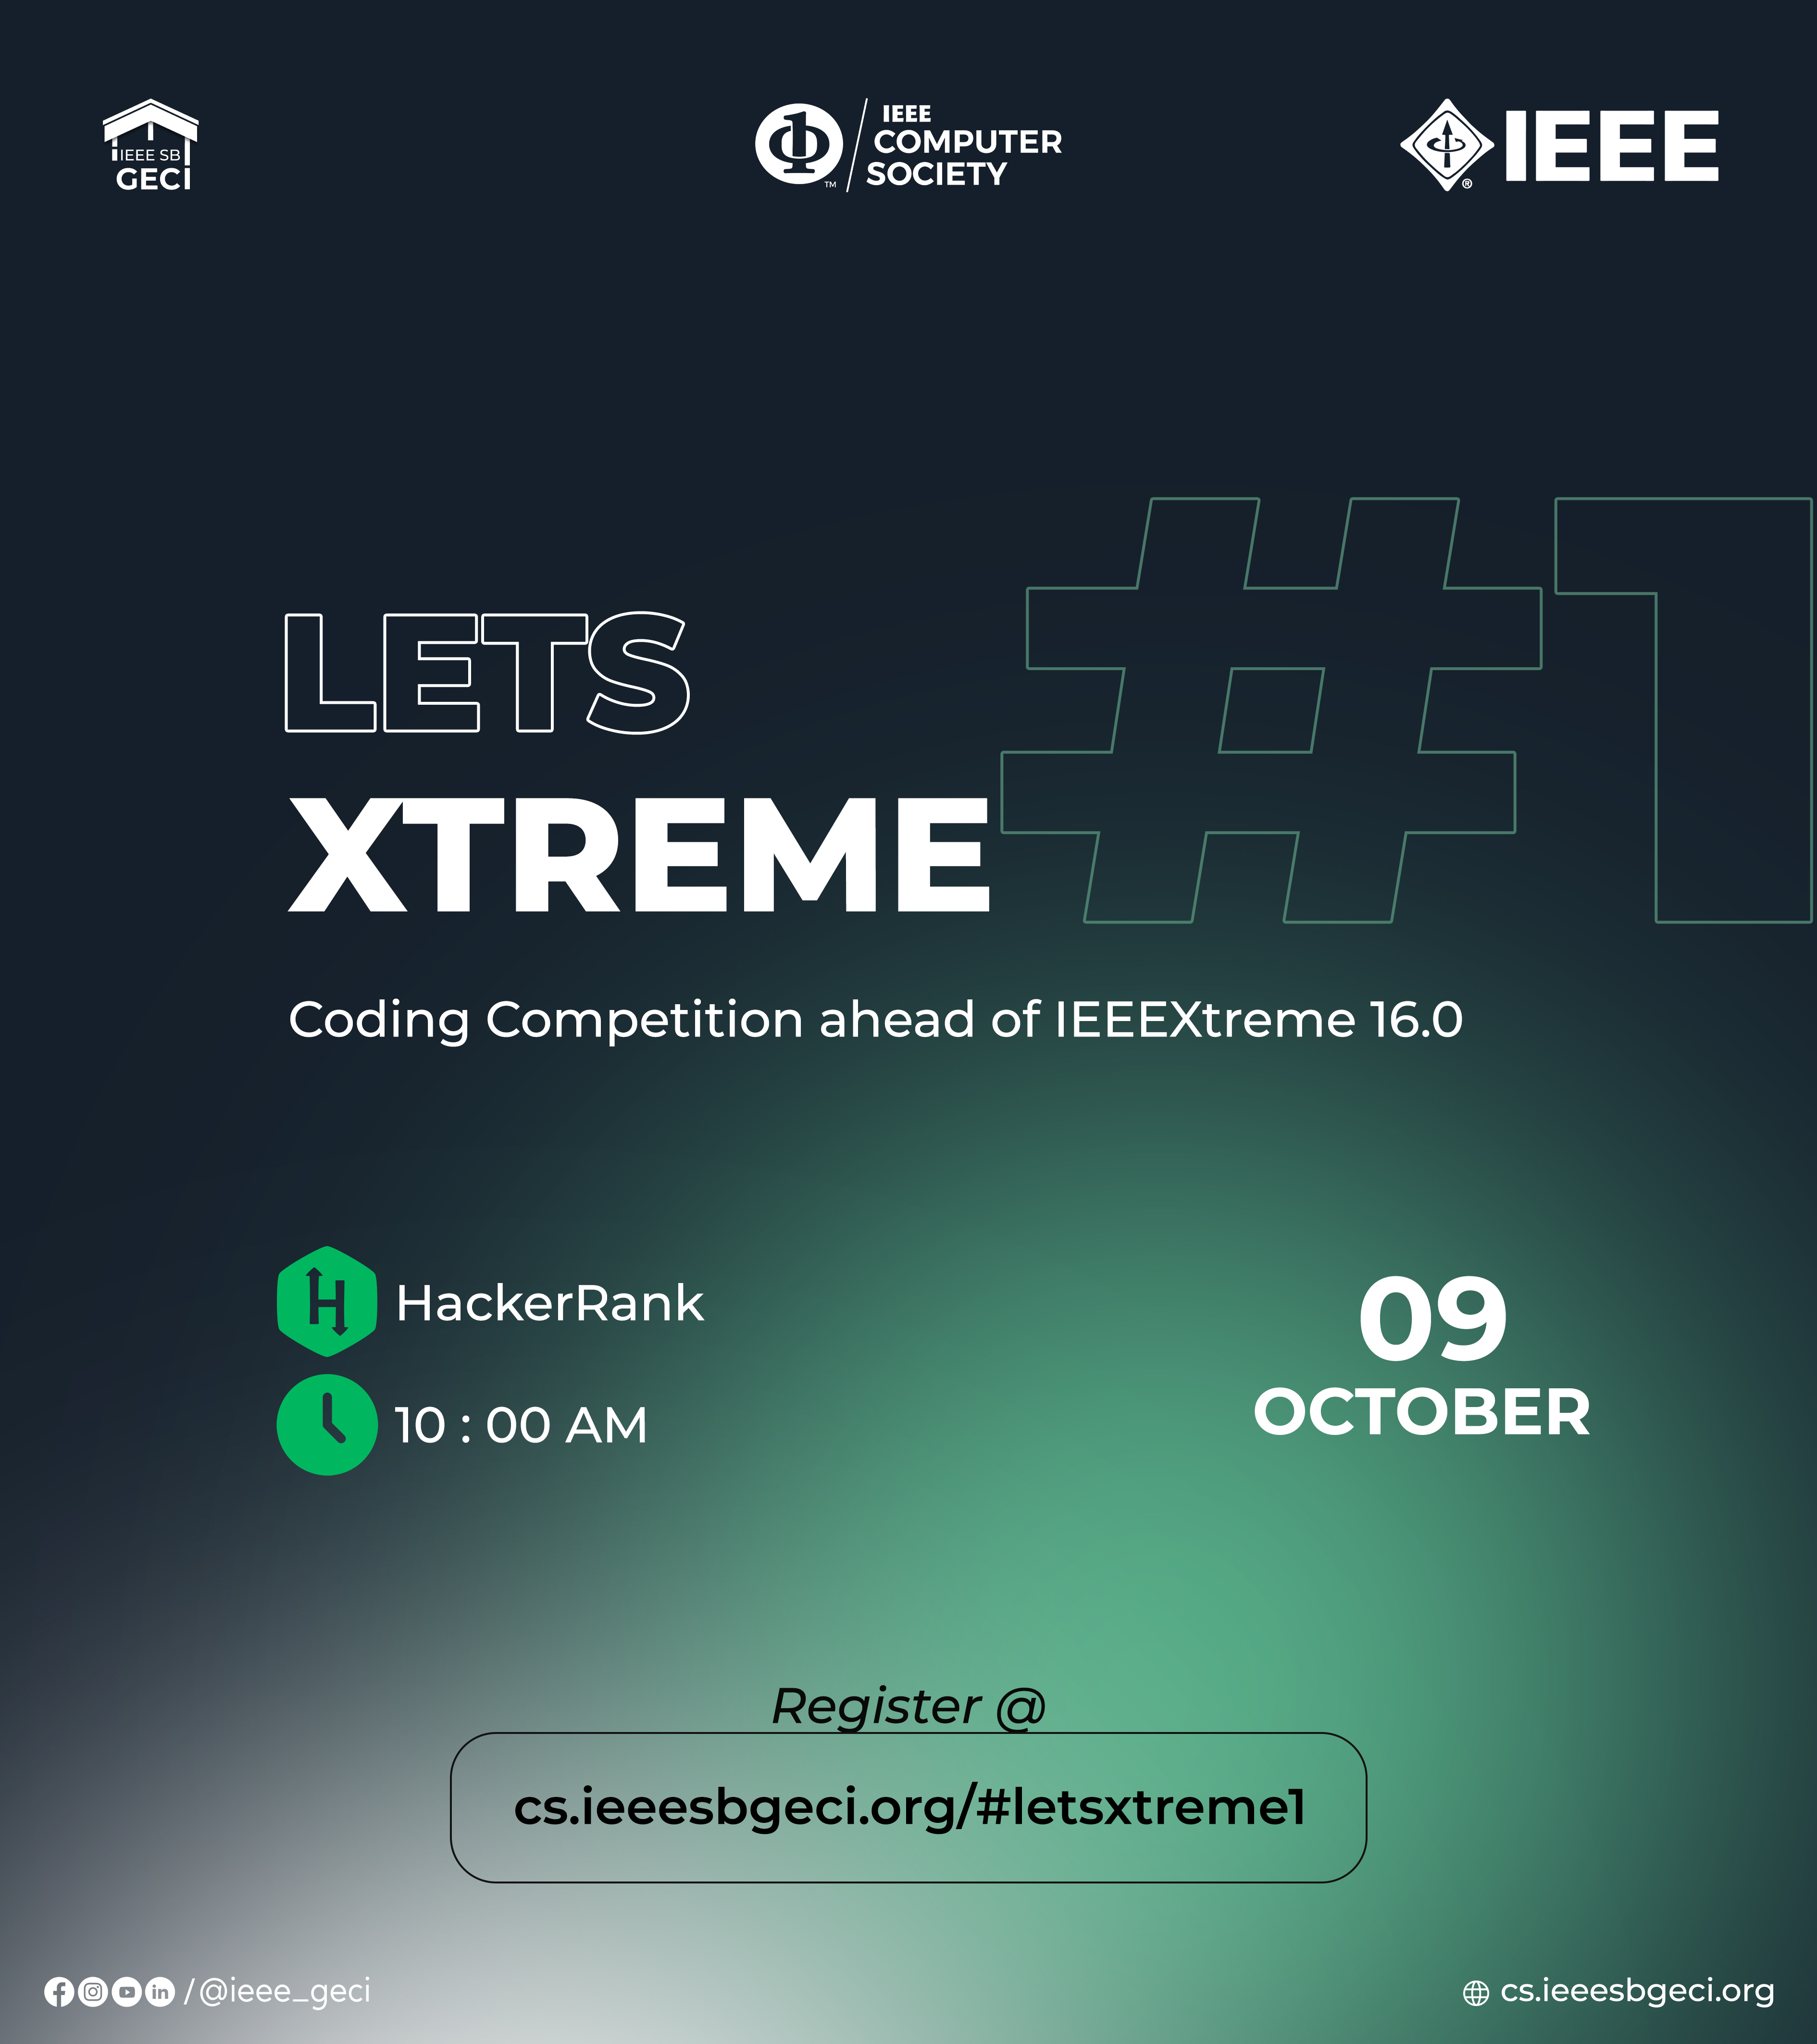 IEEE SB
GECI
IEEE
COMPUTER
SOCIETY
TM
IEEE
®
#1
LETS
XTREME
Coding Competition ahead of IEEEXtreme 16.0
HackerRank
10 : 00 AM
09
OCTOBER
Register @
cs.ieeesbgeci.org/#letsxtreme1
/@ieee_geci
cs.ieeesbgeci.org